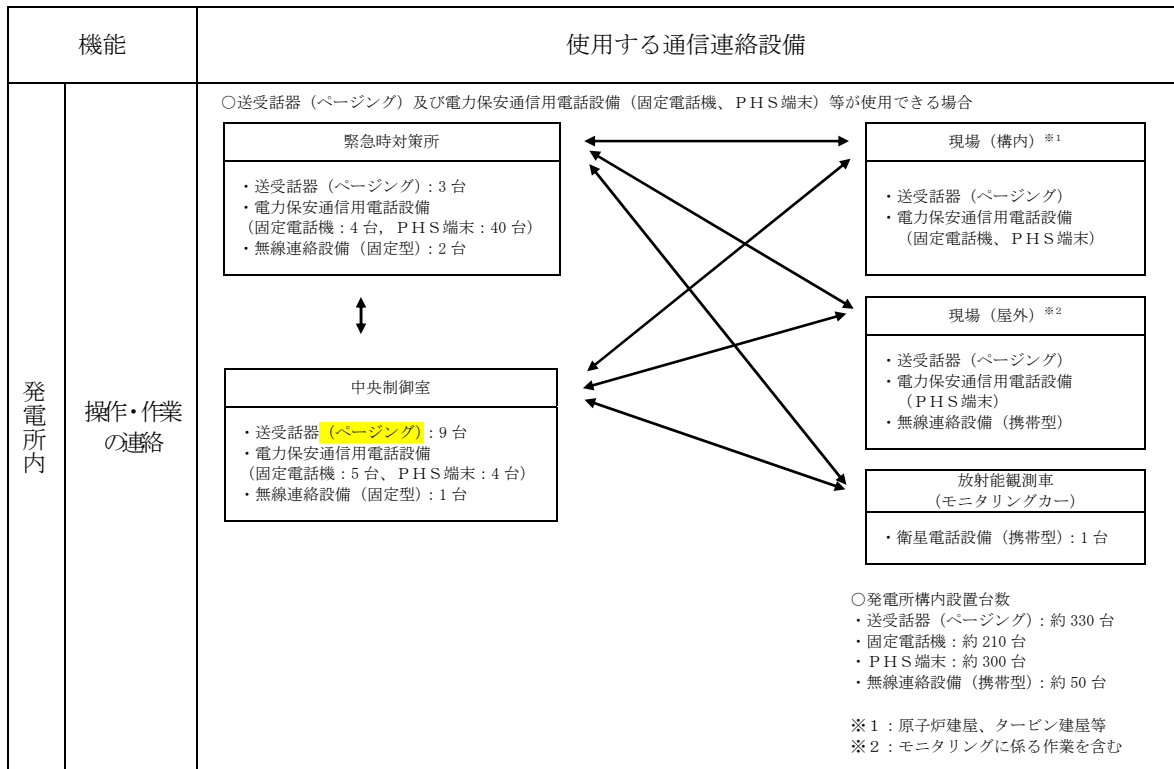 機能
使用する通信連絡設備
発電所内
操作・作業
の連絡
○送受話器（ページング）及び電力保安通信用電話設備（固定電話機、ＰＨＳ端末）等が使用できる場合
緊急時対策所
・送受話器（ページング）：3 台
・電力保安通信用電話設備
（固定電話機：4 台, ＰＨＳ端末：40 台）
・無線連絡設備（固定型）：2 台
中央制御室
・送受話器（ページング）：9 台
・電力保安通信用電話設備
（固定電話機：5 台、ＰＨＳ端末：4 台）
・無線連絡設備（固定型）：1 台
現場（構内）※1
・送受話器（ページング）
・電力保安通信用電話設備
（固定電話機、ＰＨＳ端末）
現場（屋外）※2
・送受話器（ページング）
・電力保安通信用電話設備
（ＰＨＳ端末）
・無線連絡設備（携帯型）
放射能観測車
（モニタリングカー）
・衛星電話設備（携帯型）：1 台
○発電所構内設置台数
・送受話器（ページング）：約 330 台
・固定電話機：約 210 台
・ＰＨＳ端末：約 300 台
・無線連絡設備（携帯型）：約 50 台
※１：原子炉建屋、タービン建屋等
※２：モニタリングに係る作業を含む